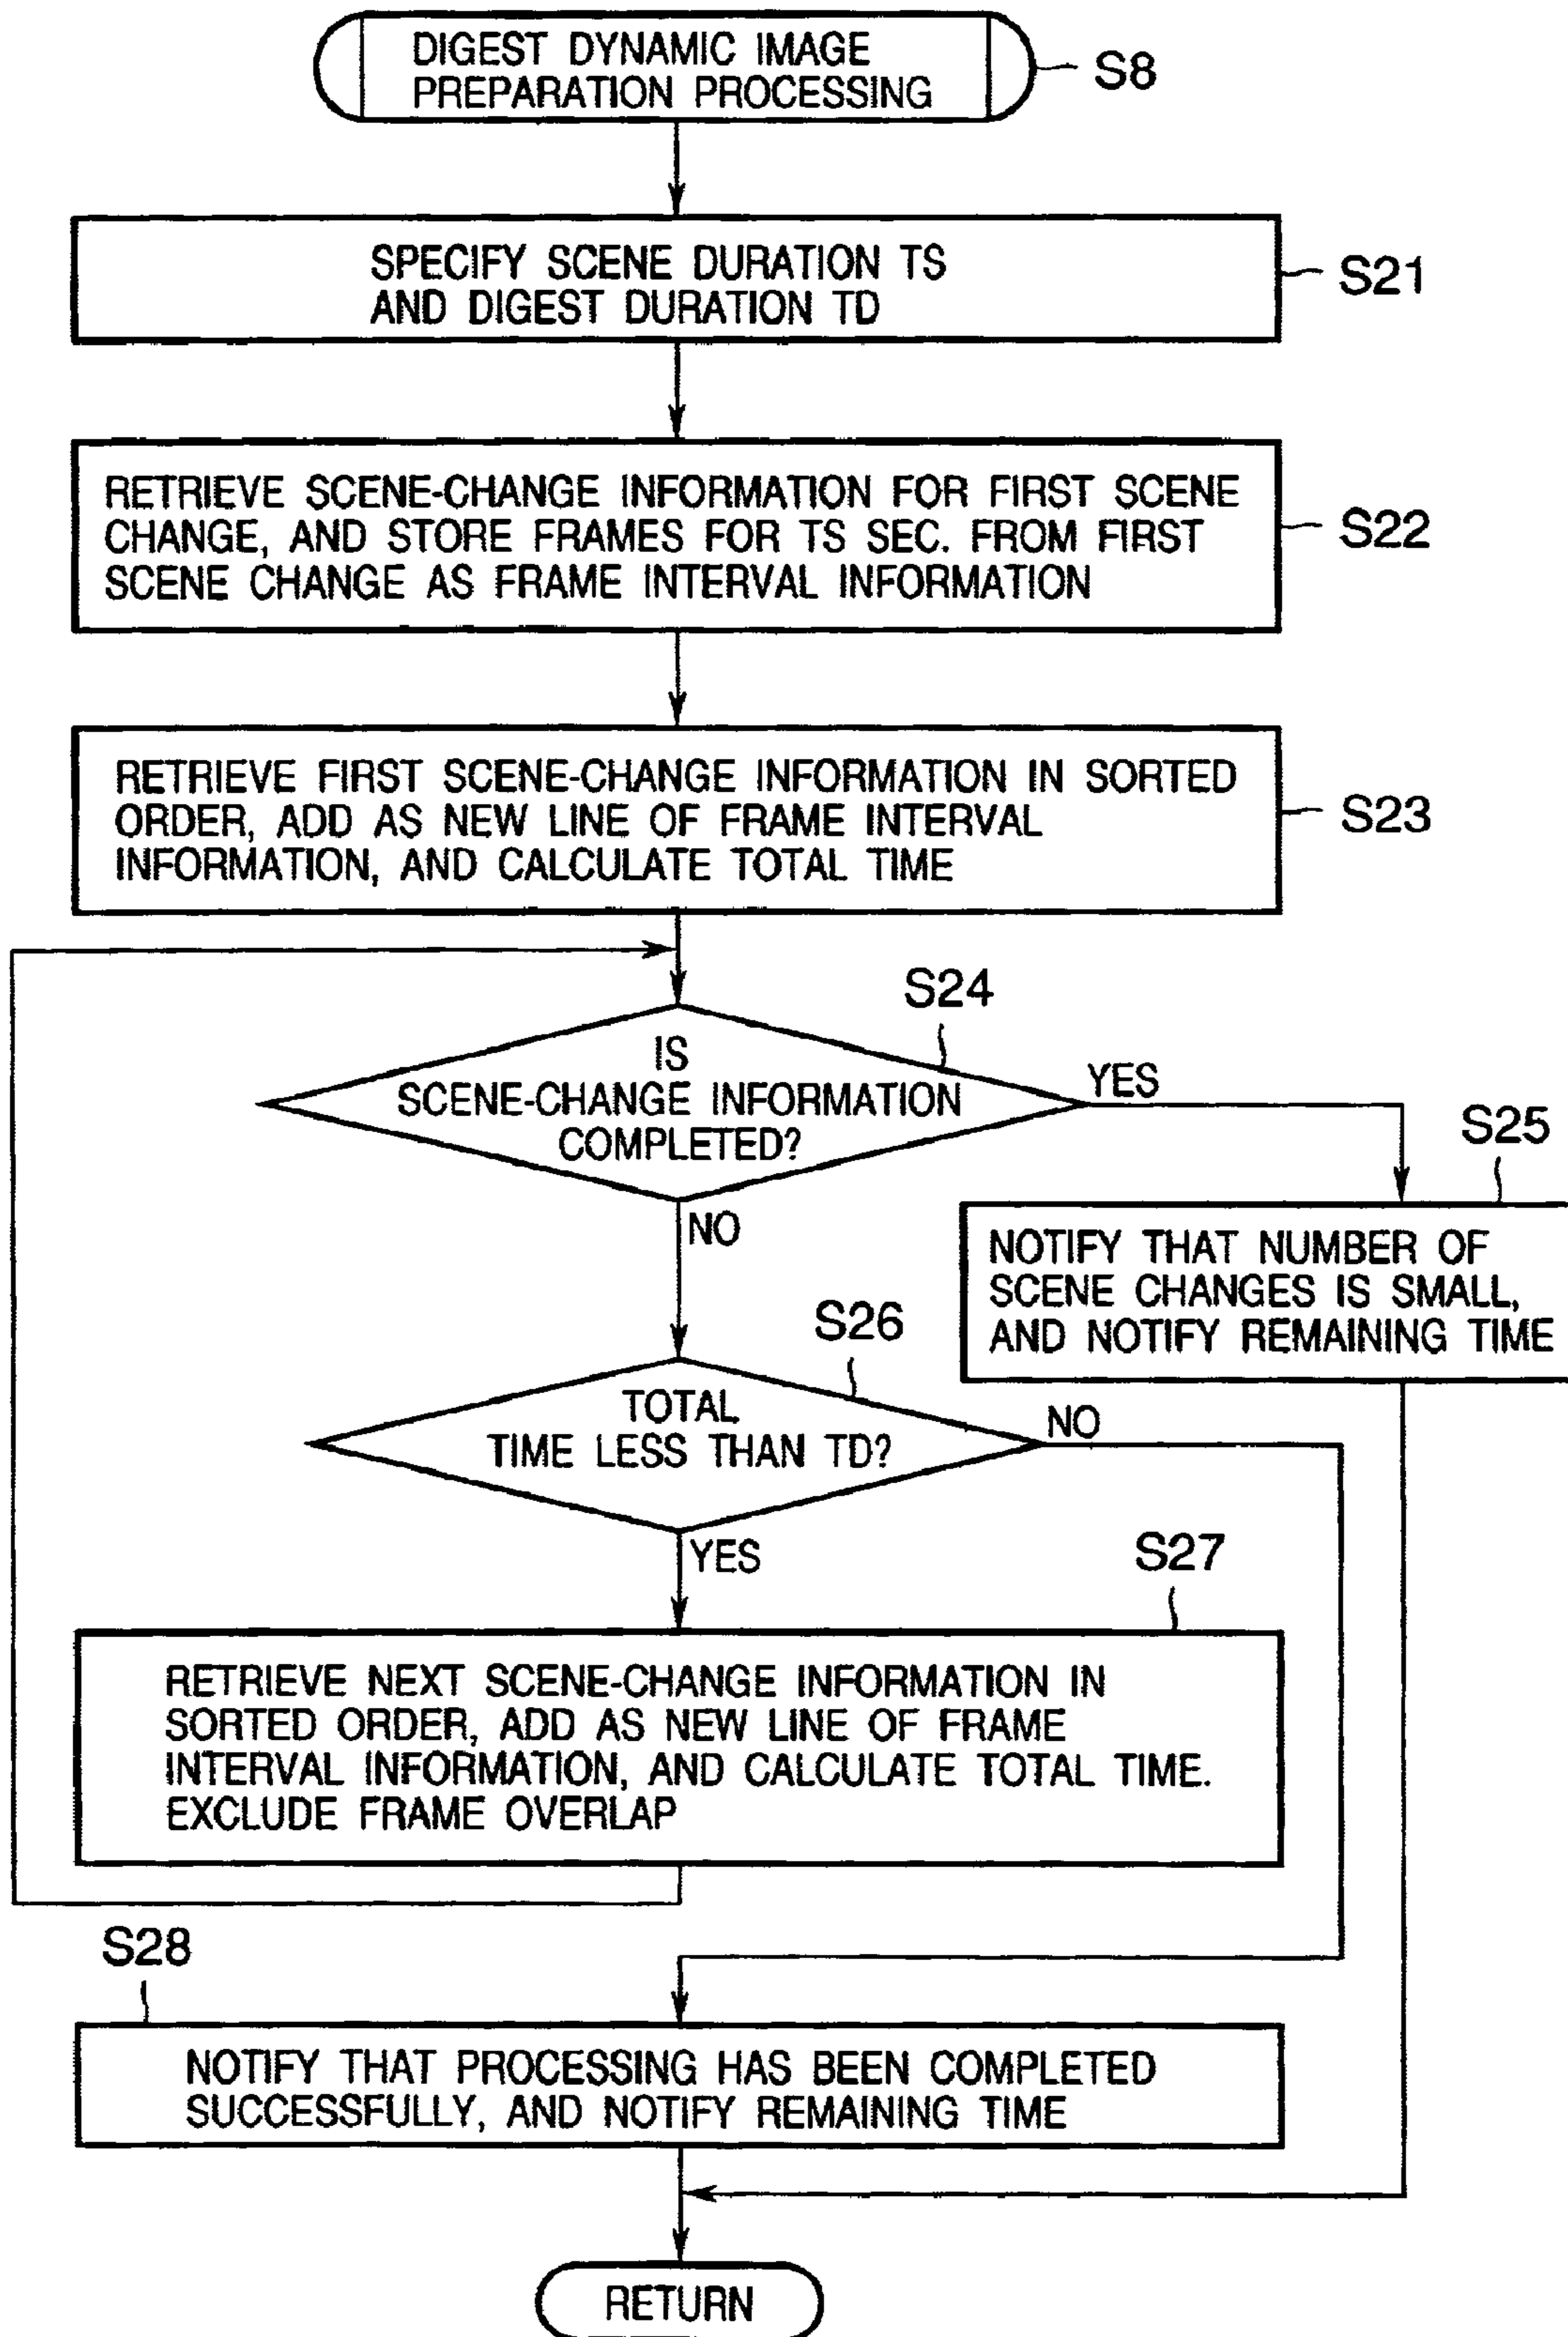 DIGEST DYNAMIC IMAGE
PREPARATION PROCESSING
S8
SPECIFY SCENE DURATION TS
AND DIGEST DURATION TD
S21
RETRIEVE SCENE-CHANGE INFORMATION FOR FIRST SCENE
CHANGE, AND STORE FRAMES FOR TS SEC. FROM FIRST
SCENE CHANGE AS FRAME INTERVAL INFORMATION
S22
RETRIEVE FIRST SCENE-CHANGE INFORMATION IN SORTED
ORDER, ADD AS NEW LINE OF FRAME INTERVAL
INFORMATION, AND CALCULATE TOTAL TIME
S23
S24
IS
SCENE-CHANGE INFORMATION
COMPLETED?
YES
NO
S25
NOTIFY THAT NUMBER OF
SCENE CHANGES IS SMALL,
AND NOTIFY REMAINING TIME
S26
TOTAL
TIME LESS THAN TD?
NO
YES
S27
RETRIEVE NEXT SCENE-CHANGE INFORMATION IN
SORTED ORDER, ADD AS NEW LINE OF FRAME
INTERVAL INFORMATION, AND CALCULATE TOTAL TIME.
EXCLUDE FRAME OVERLAP
S28
NOTIFY THAT PROCESSING HAS BEEN COMPLETED
SUCCESSFULLY, AND NOTIFY REMAINING TIME
RETURN